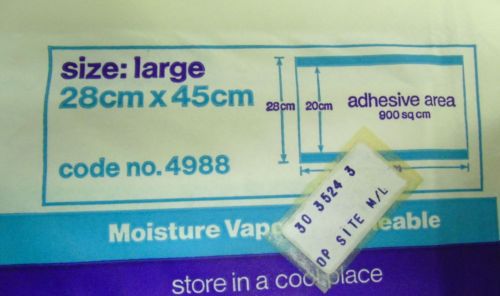 size: large
28cm x 45cm
code no. 4988
28cm
20cm
adhesive area
900 sq cm
30 3524 3
OP SITE M/L
Moisture Vap eable
store in a cool place